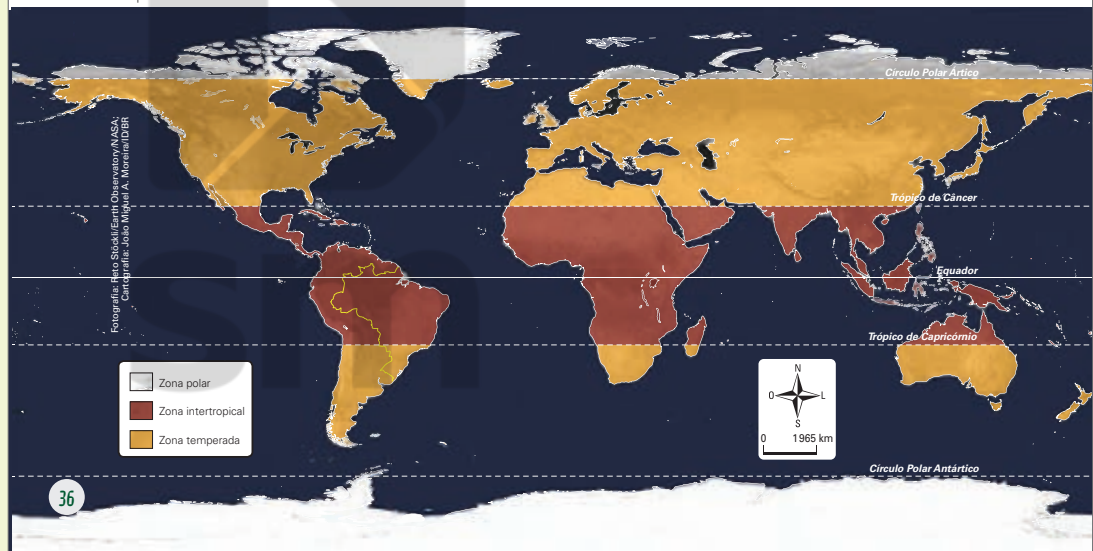 Círculo Polar Ártico
Fotografia: Reto Stöckli/Earth Observatory/NASA;
Cartografia: João Miguel A. Moreira/ID/BR
Trópico de Câncer
Equador
Trópico de Capricórnio
Zona polar
Zona intertropical
Zona temperada
N
O
L
S
0 1965 km
Círculo Polar Antártico
36
sm